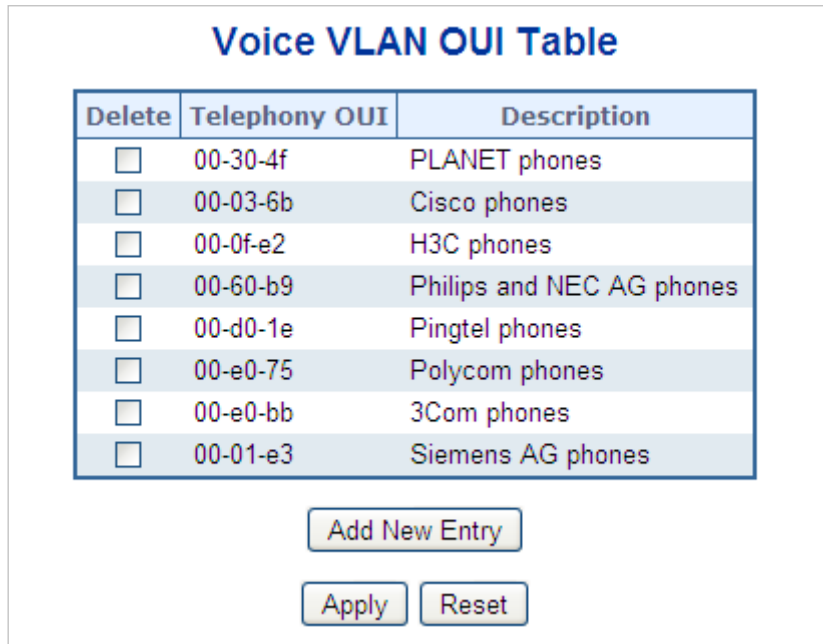 Voice VLAN OUI Table
Delete Telephony OUI Description
00-30-4f PLANET phones
00-03-6b Cisco phones
00-0f-e2 H3C phones
00-60-b9 Philips and NEC AG phones
00-d0-1e Pingtel phones
00-e0-75 Polycom phones
00-e0-bb 3Com phones
00-01-e3 Siemens AG phones
Add New Entry
Apply Reset